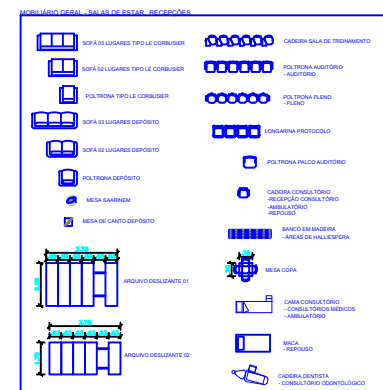 MOBILIÁRIO GERAL - SALAS DE ESTAR, RECEPÇÕES
SOFÁ 03 LUGARES TIPO LE CORBUSIER
SOFÁ 02 LUGARES TIPO LE CORBUSIER
POLTRONA TIPO LE CORBUSIER
SOFÁ 03 LUGARES DEPÓSITO
SOFÁ 02 LUGARES DEPÓSITO
POLTRONA DEPÓSITO
MESA SAARINEM
MESA DE CANTO DEPÓSITO
ARQUIVO DESLIZANTE 01
ARQUIVO DESLIZANTE 02
CADEIRA SALA DE TREINAMENTO
POLTRONA AUDITÓRIO
- AUDITÓRIO
POLTRONA PLENO
- PLENO
LONGARINA PROTOCOLO
POLTRONA PALCO AUDITÓRIO
CADEIRA CONSULTÓRIO
-RECEPÇÃO CONSULTÓRIO
-AMBULATÓRIO
-REPOUSO
BANCO EM MADEIRA
- ÁREAS DE HALL/ESPERA
MESA COPA
CAMA CONSULTÓRIO
- CONSULTÓRIOS MÉDICOS
- AMBULATÓRIO
MACA
- REPOUSO
CADEIRA DENTISTA
- CONSULTÓRIO ODONTOLÓGICO